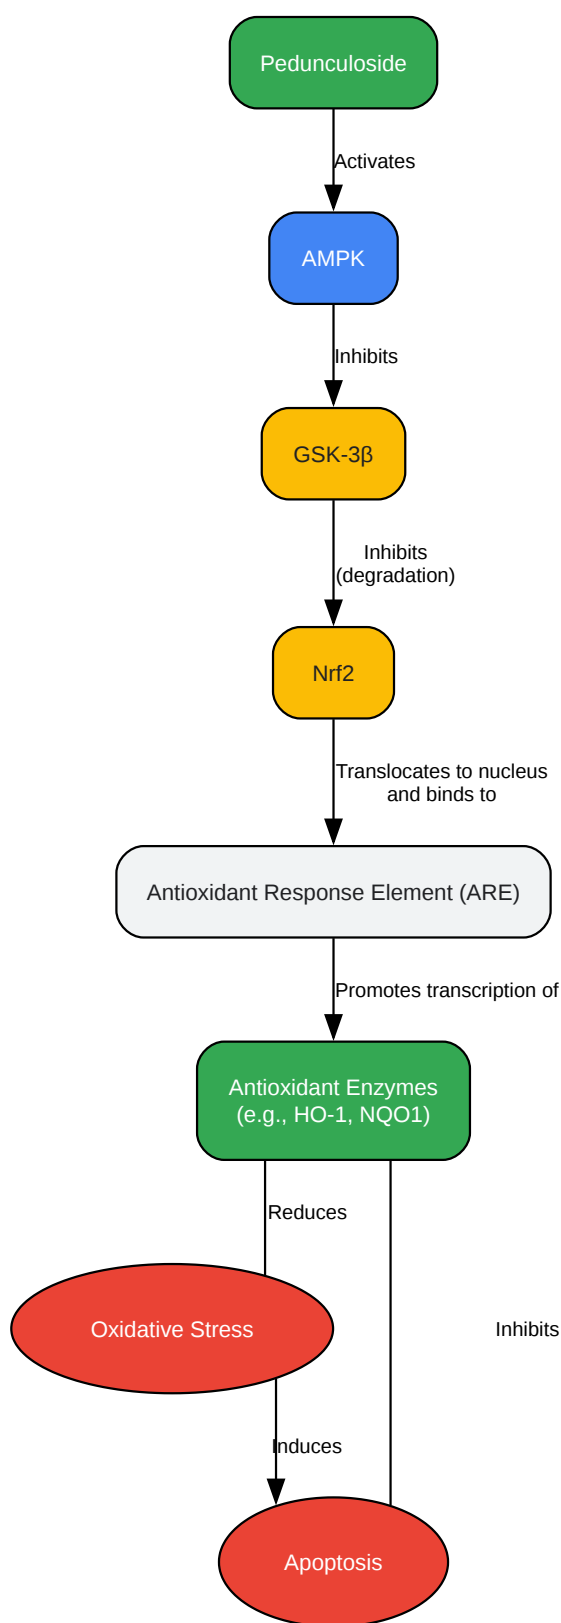 Pedunculoside
Activates
AMPK
Inhibits
GSK-3β
Inhibits
(degradation)
Nrf2
Translocates to nucleus
and binds to
Antioxidant Response Element (ARE)
Promotes transcription of
Antioxidant Enzymes
(e.g., HO-1, NQO1)
Reduces
Oxidative Stress
Inhibits
Induces
Apoptosis